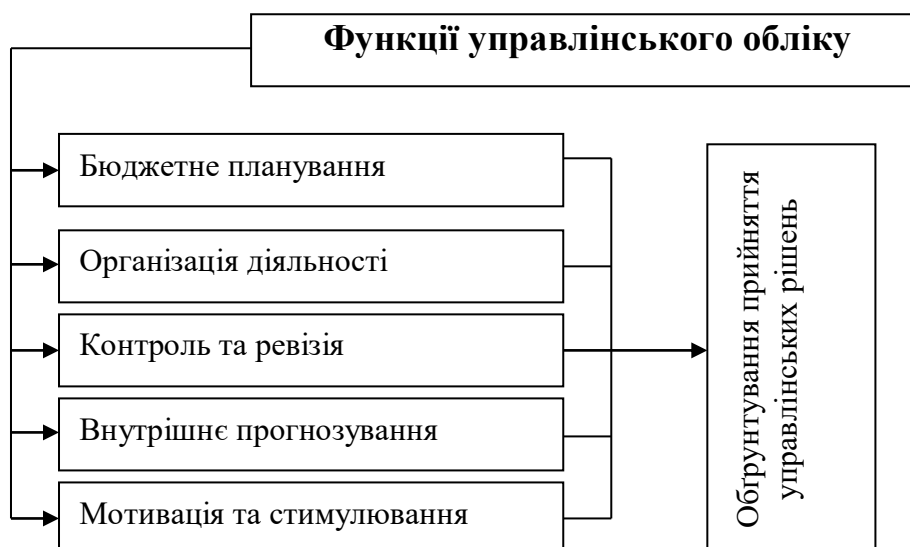 Функції управлінського обліку
Бюджетне планування
Організація діяльності
Контроль та ревізія
Внутрішнє прогнозування
Мотивація та стимулювання
Обґрунтування прийняття
управлінських рішень